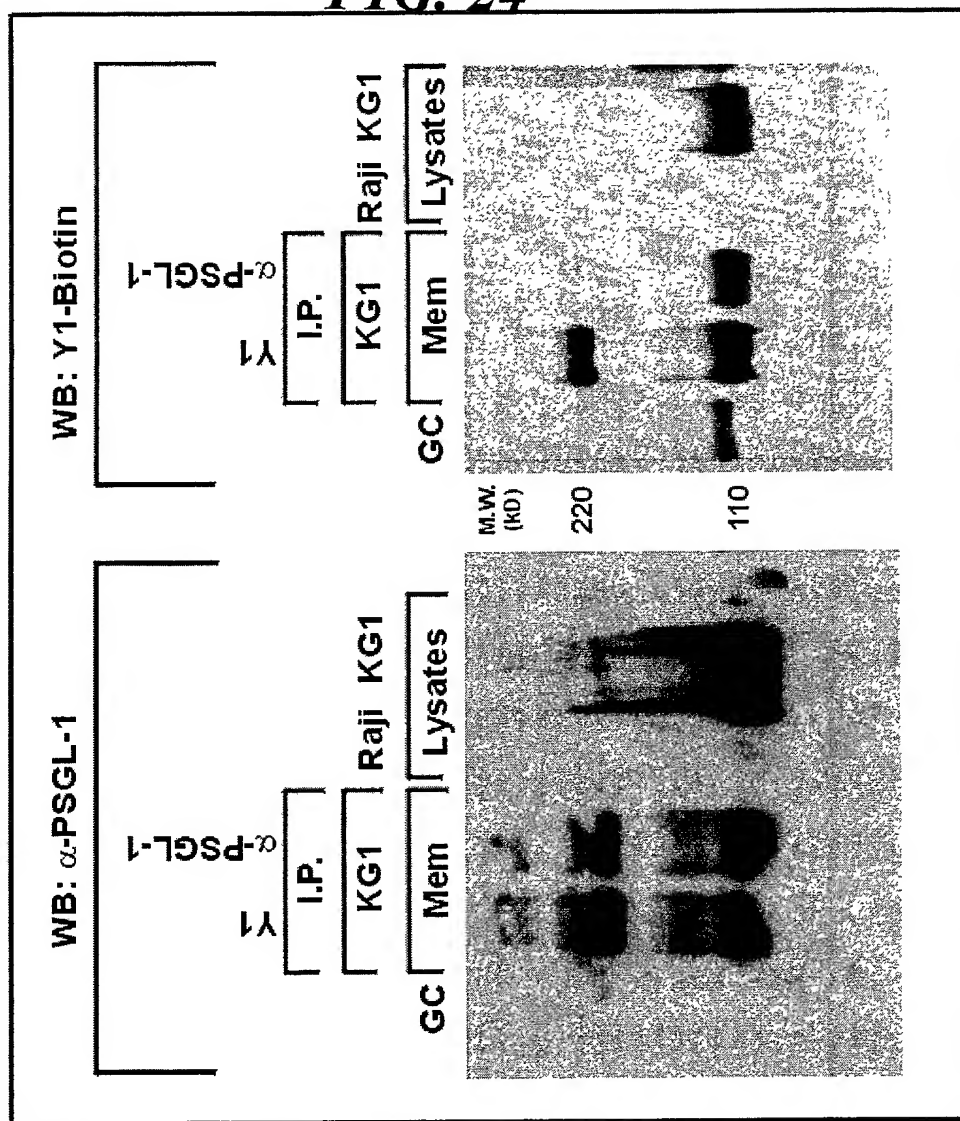 FIG. 24
WB: α-PSGL-1
Y1 α-PSGL-1
I.P.
KG1 Raji KG1
GC Mem Lysates
WB: Y1-Biotin
Y1 α-PSGL-1
I.P.
KG1 Raji KG1
GC Mem Lysates
M.W.
(kD)
220
110